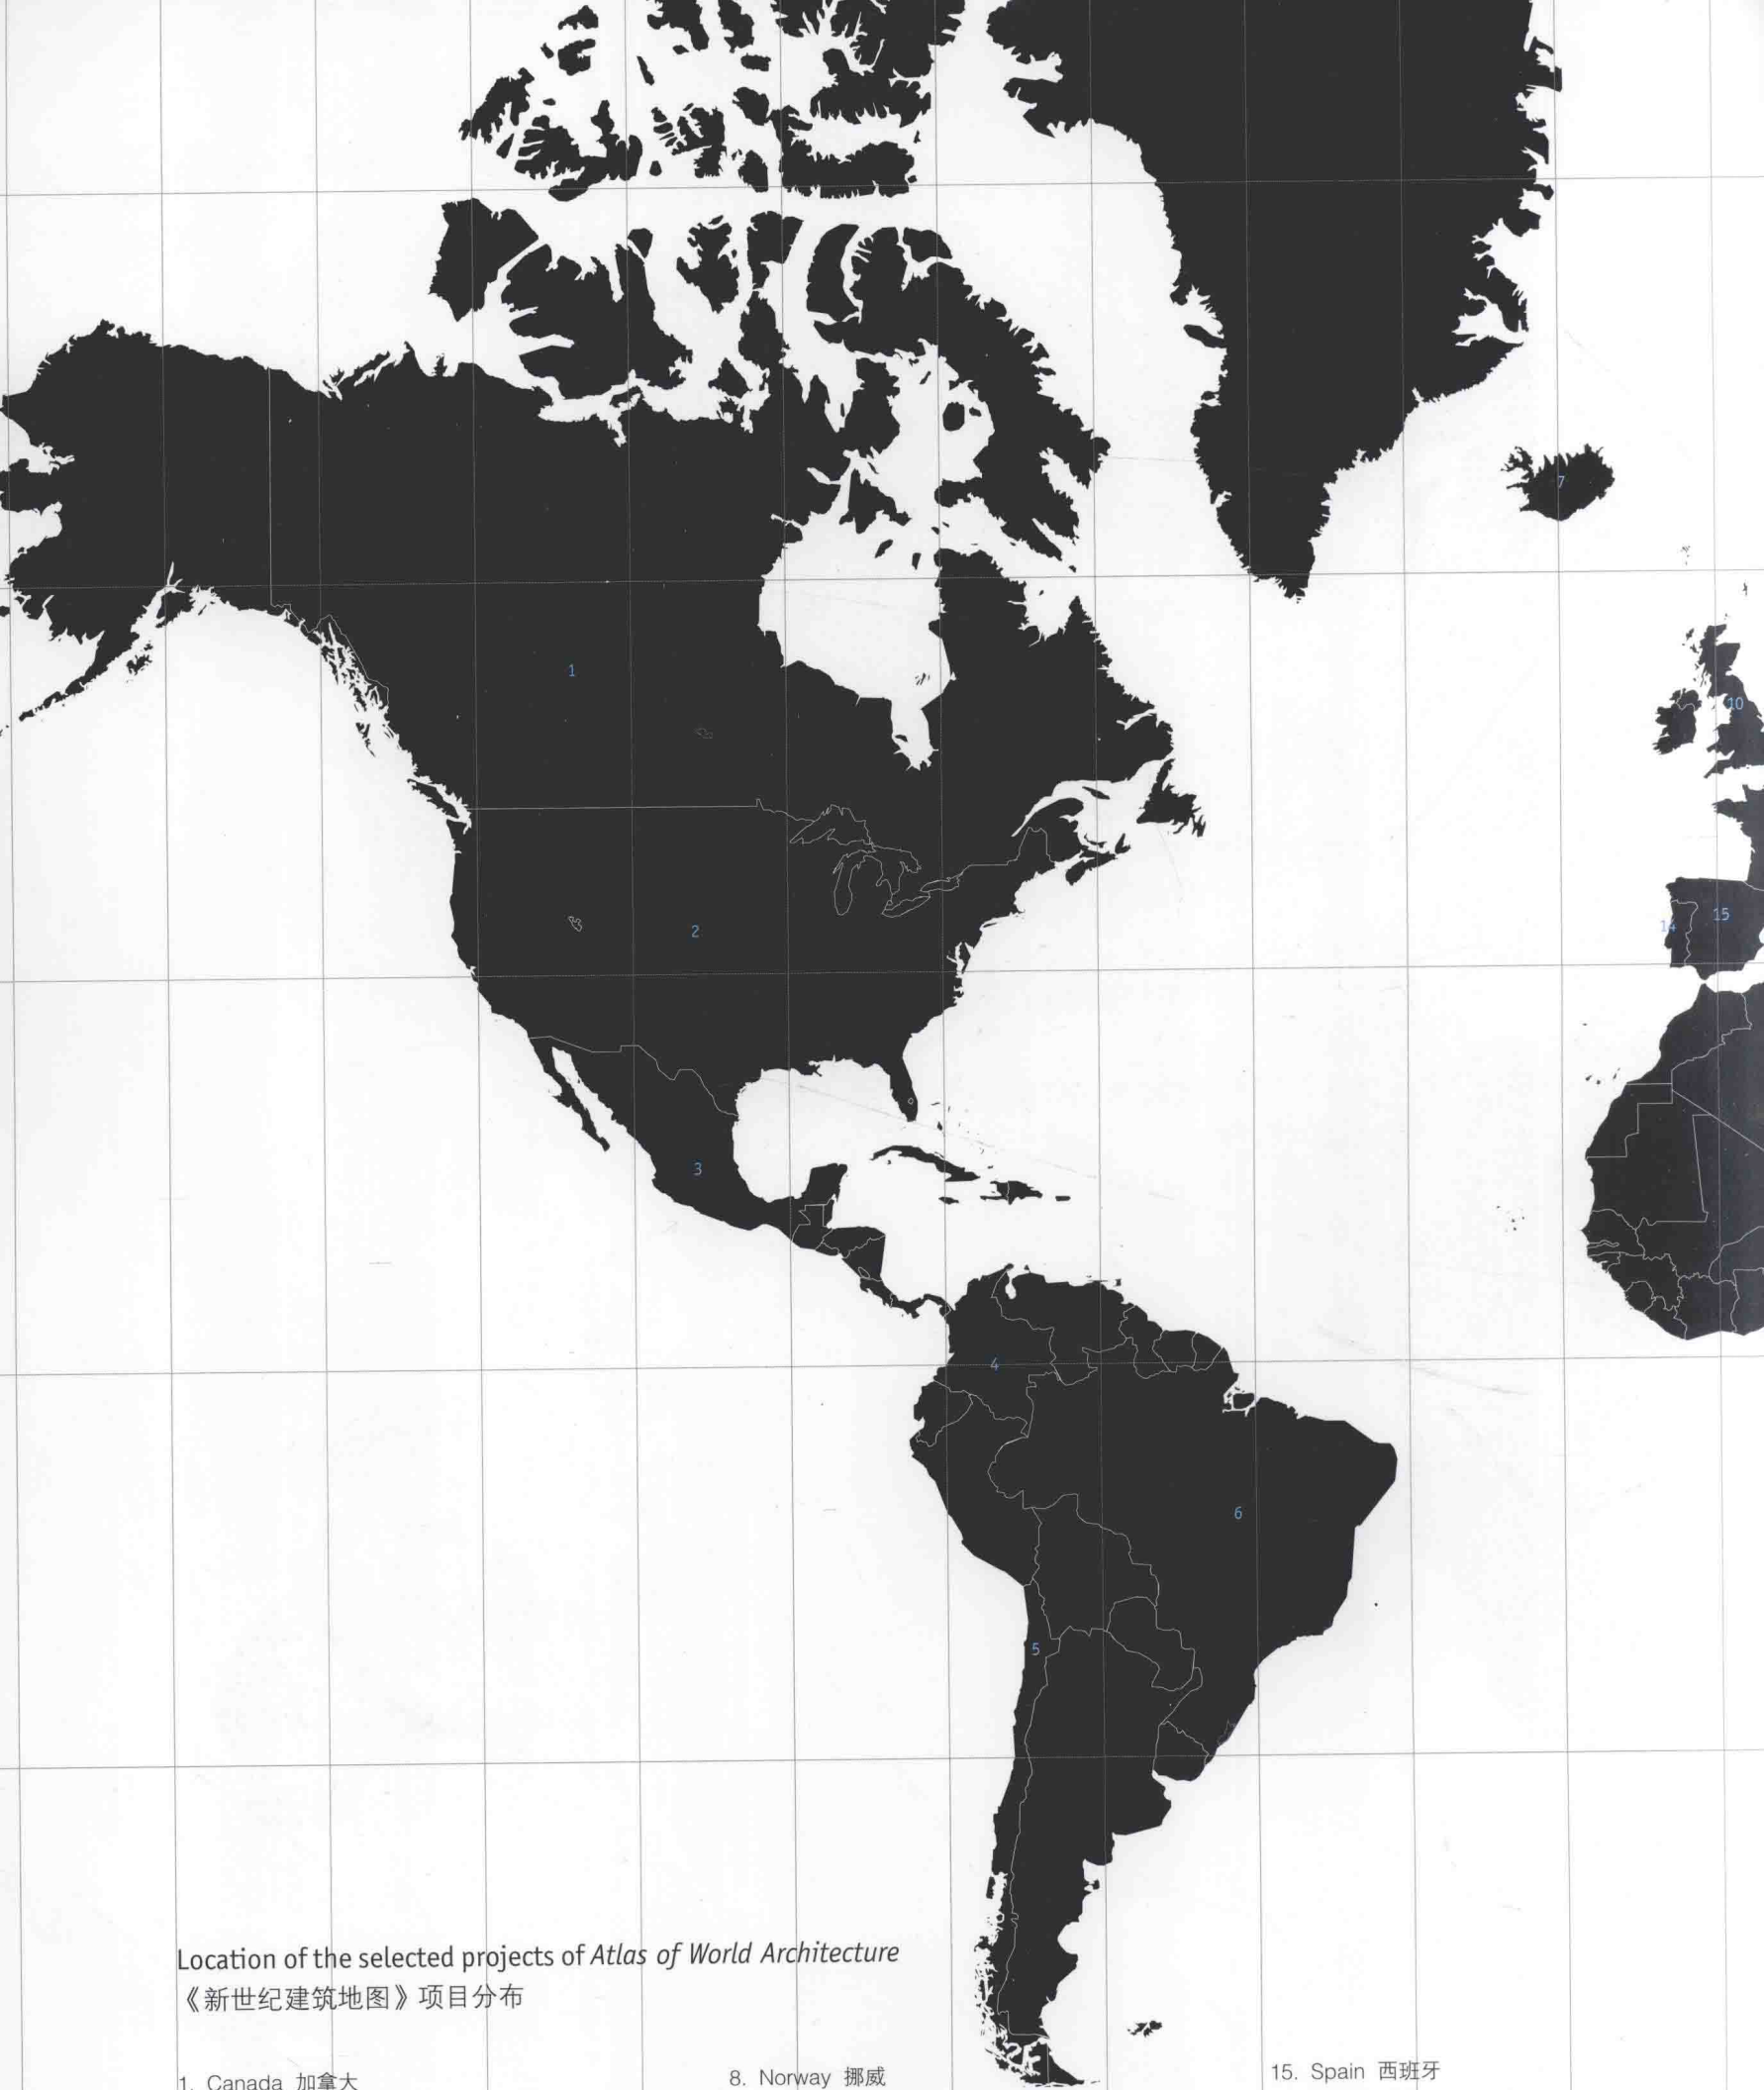 7
1
10
2
15
14
3
4
6
5
Location of the selected projects of Atlas of World Architecture
《新世纪建筑地图》项目分布
1. Canada 加拿大
8. Norway 挪威
15. Spain 西班牙